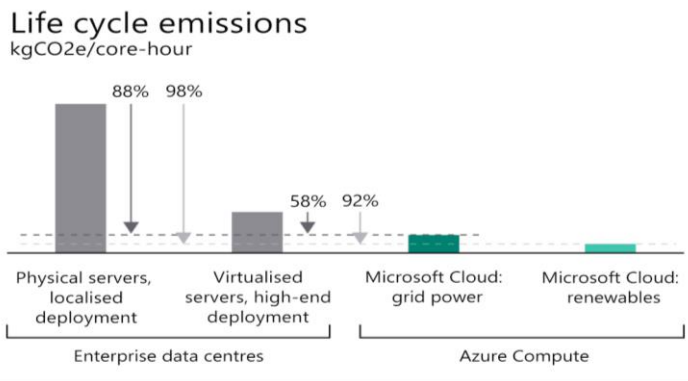 Life cycle emissions
kgCO2e/core-hour
88% 98%
58% 92%
Physical servers,
localised
deployment
Virtualised
servers, high-end
deployment
Microsoft Cloud:
grid power
Microsoft Cloud:
renewables
Enterprise data centres
Azure Compute